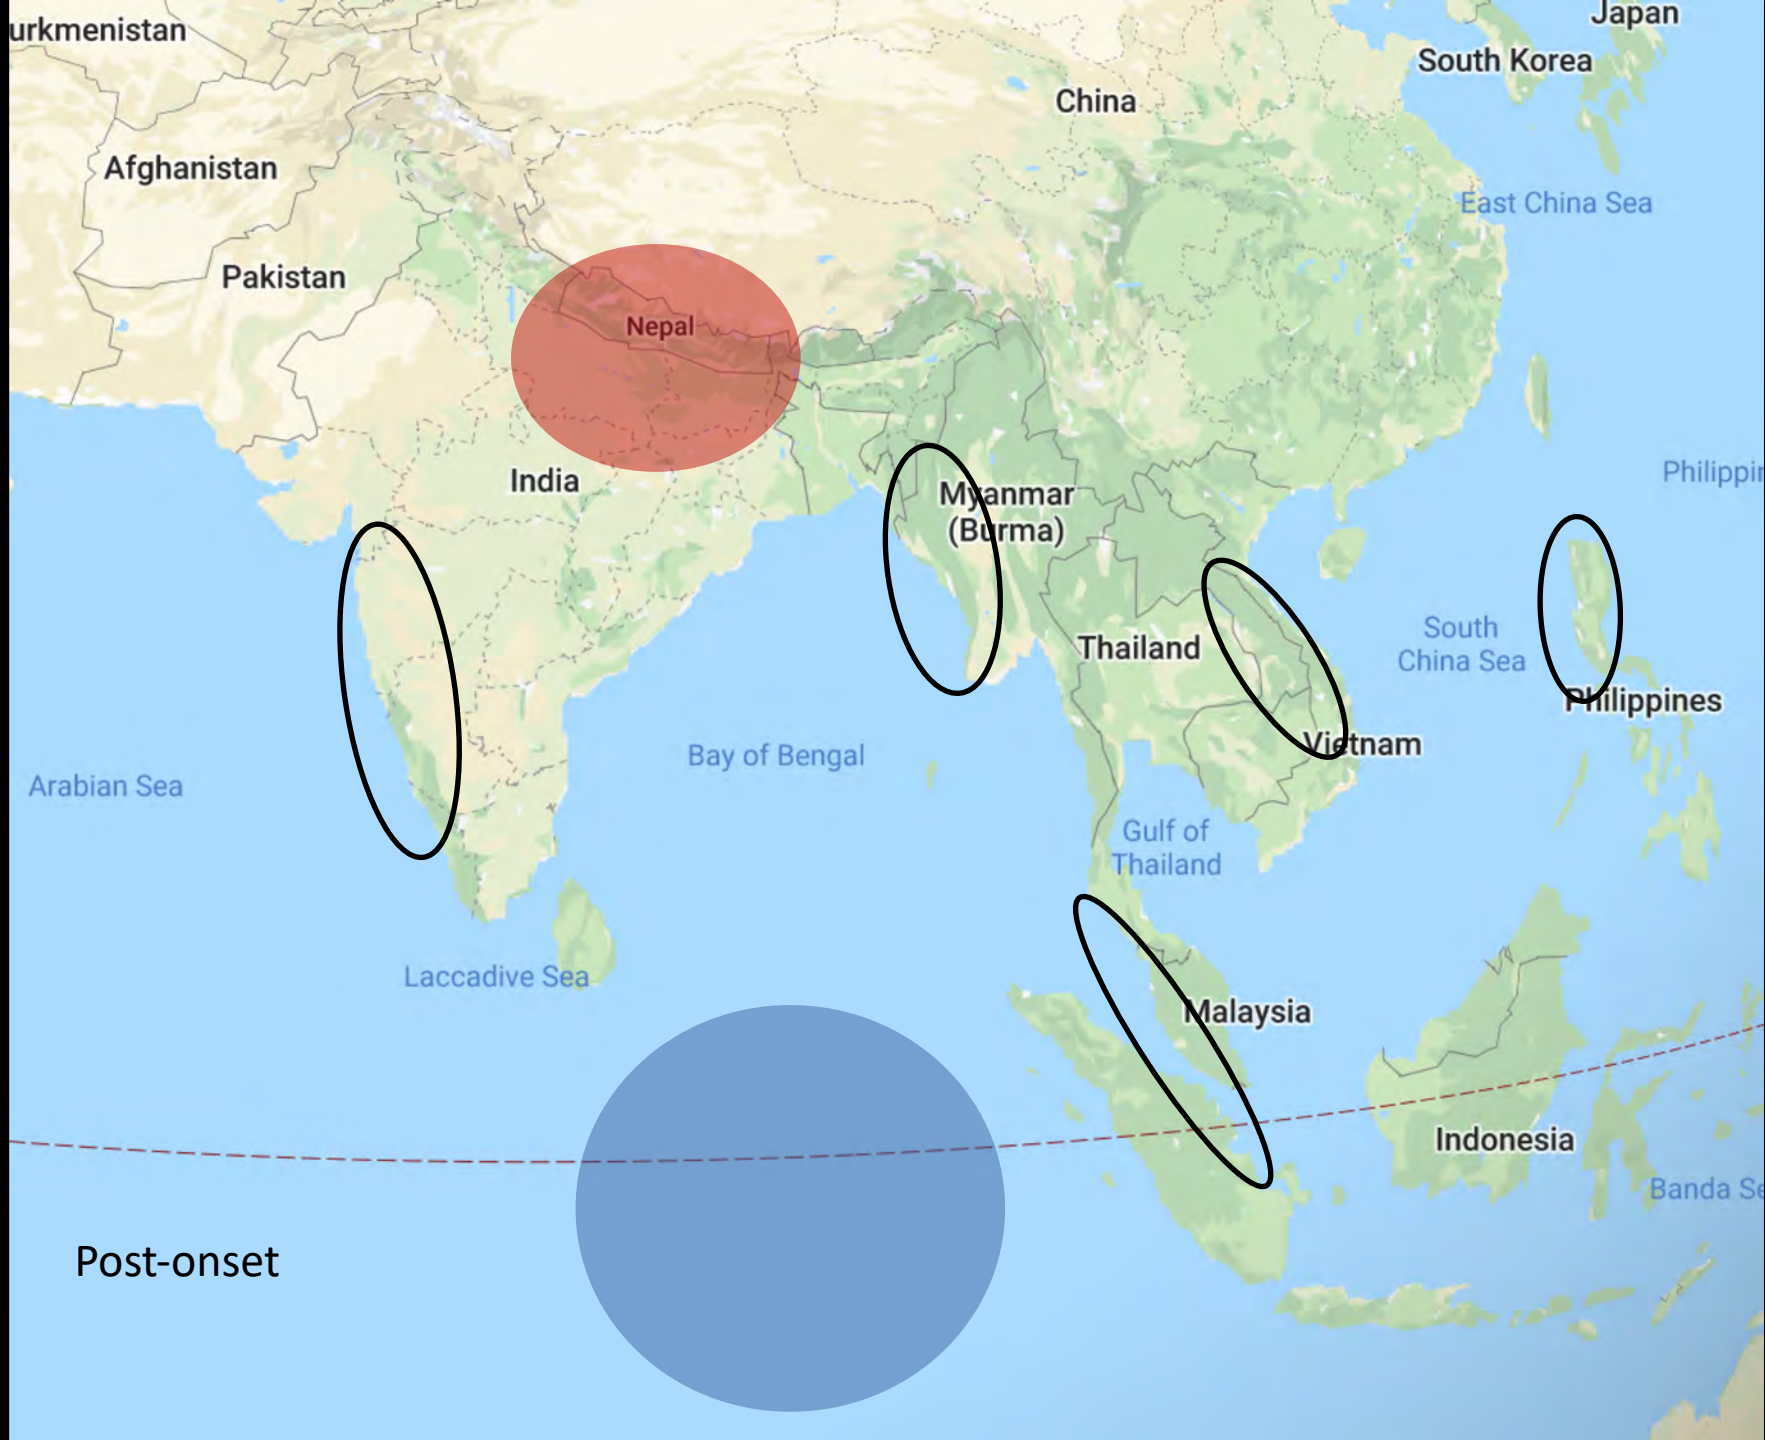 urkmenistan
Japan
South Korea
China
Afghanistan
East China Sea
Pakistan
Nepal
India
Philippin
Myanmar
(Burma)
South
China Sea
Thailand
Philippines
Vietnam
Bay of Bengal
Arabian Sea
Gulf of
Thailand
Laccadive Sea
Malaysia
Indonesia
Banda Se
Post-onset